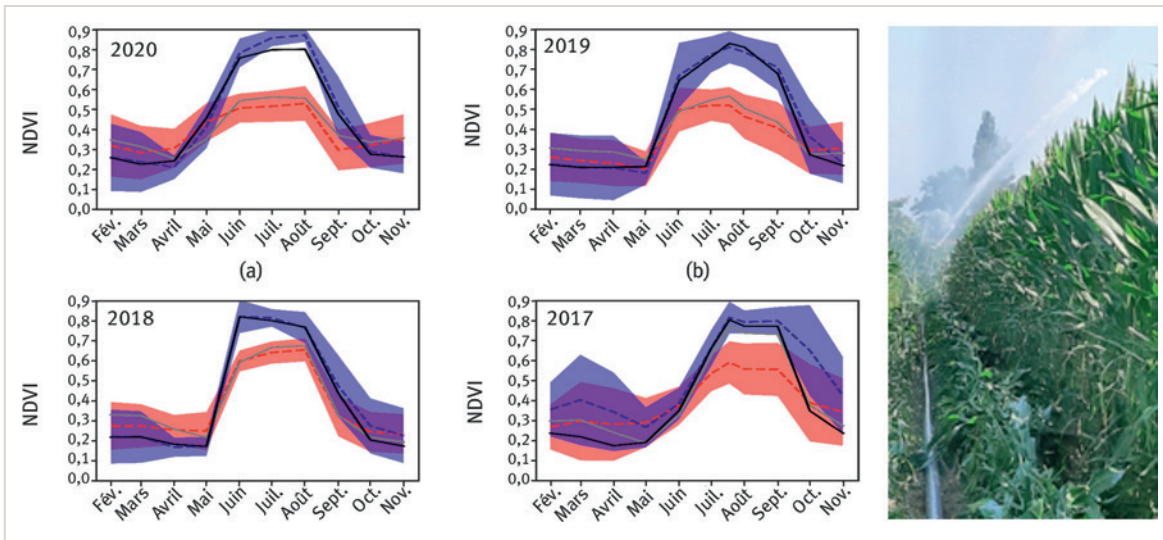 2020
NDVI
0,9
0,8
0,7
0,6
0,5
0,4
0,3
0,2
0,1
0,0
Fév.
Mars
Avril
Mai
Juin
Juil.
Août
Sept.
Oct.
Nov.
(a)
2019
NDVI
0,9
0,8
0,7
0,6
0,5
0,4
0,3
0,2
0,1
0,0
Fév.
Mars
Avril
Mai
Juin
Juil.
Août
Sept.
Oct.
Nov.
(b)
2018
NDVI
0,9
0,8
0,7
0,6
0,5
0,4
0,3
0,2
0,1
0,0
Fév.
Mars
Avril
Mai
Juin
Juil.
Août
Sept.
Oct.
Nov.
2017
NDVI
0,9
0,8
0,7
0,6
0,5
0,4
0,3
0,2
0,1
0,0
Fév.
Mars
Avril
Mai
Juin
Juil.
Août
Sept.
Oct.
Nov.